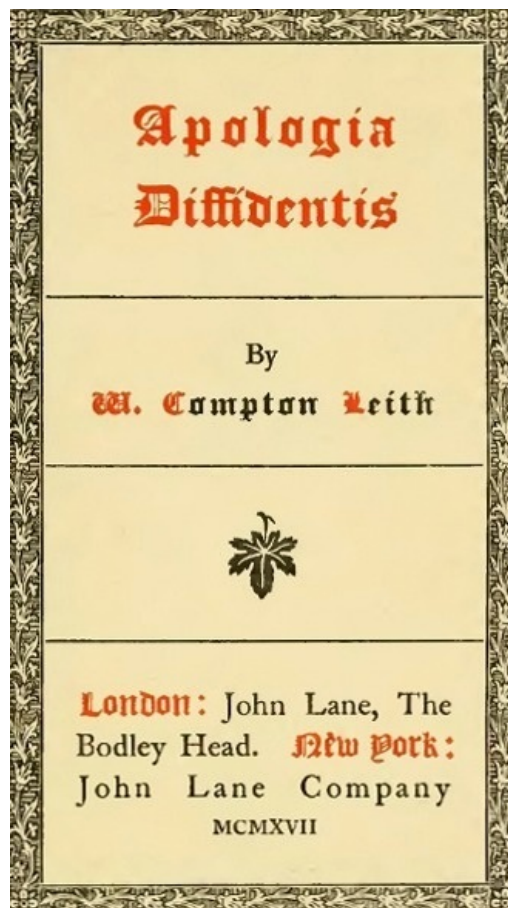 Apologia
Diffidentis
By
W. Compton Leith
London: John Lane, The
Bodley Head. New York:
John Lane Company
MCMXVII